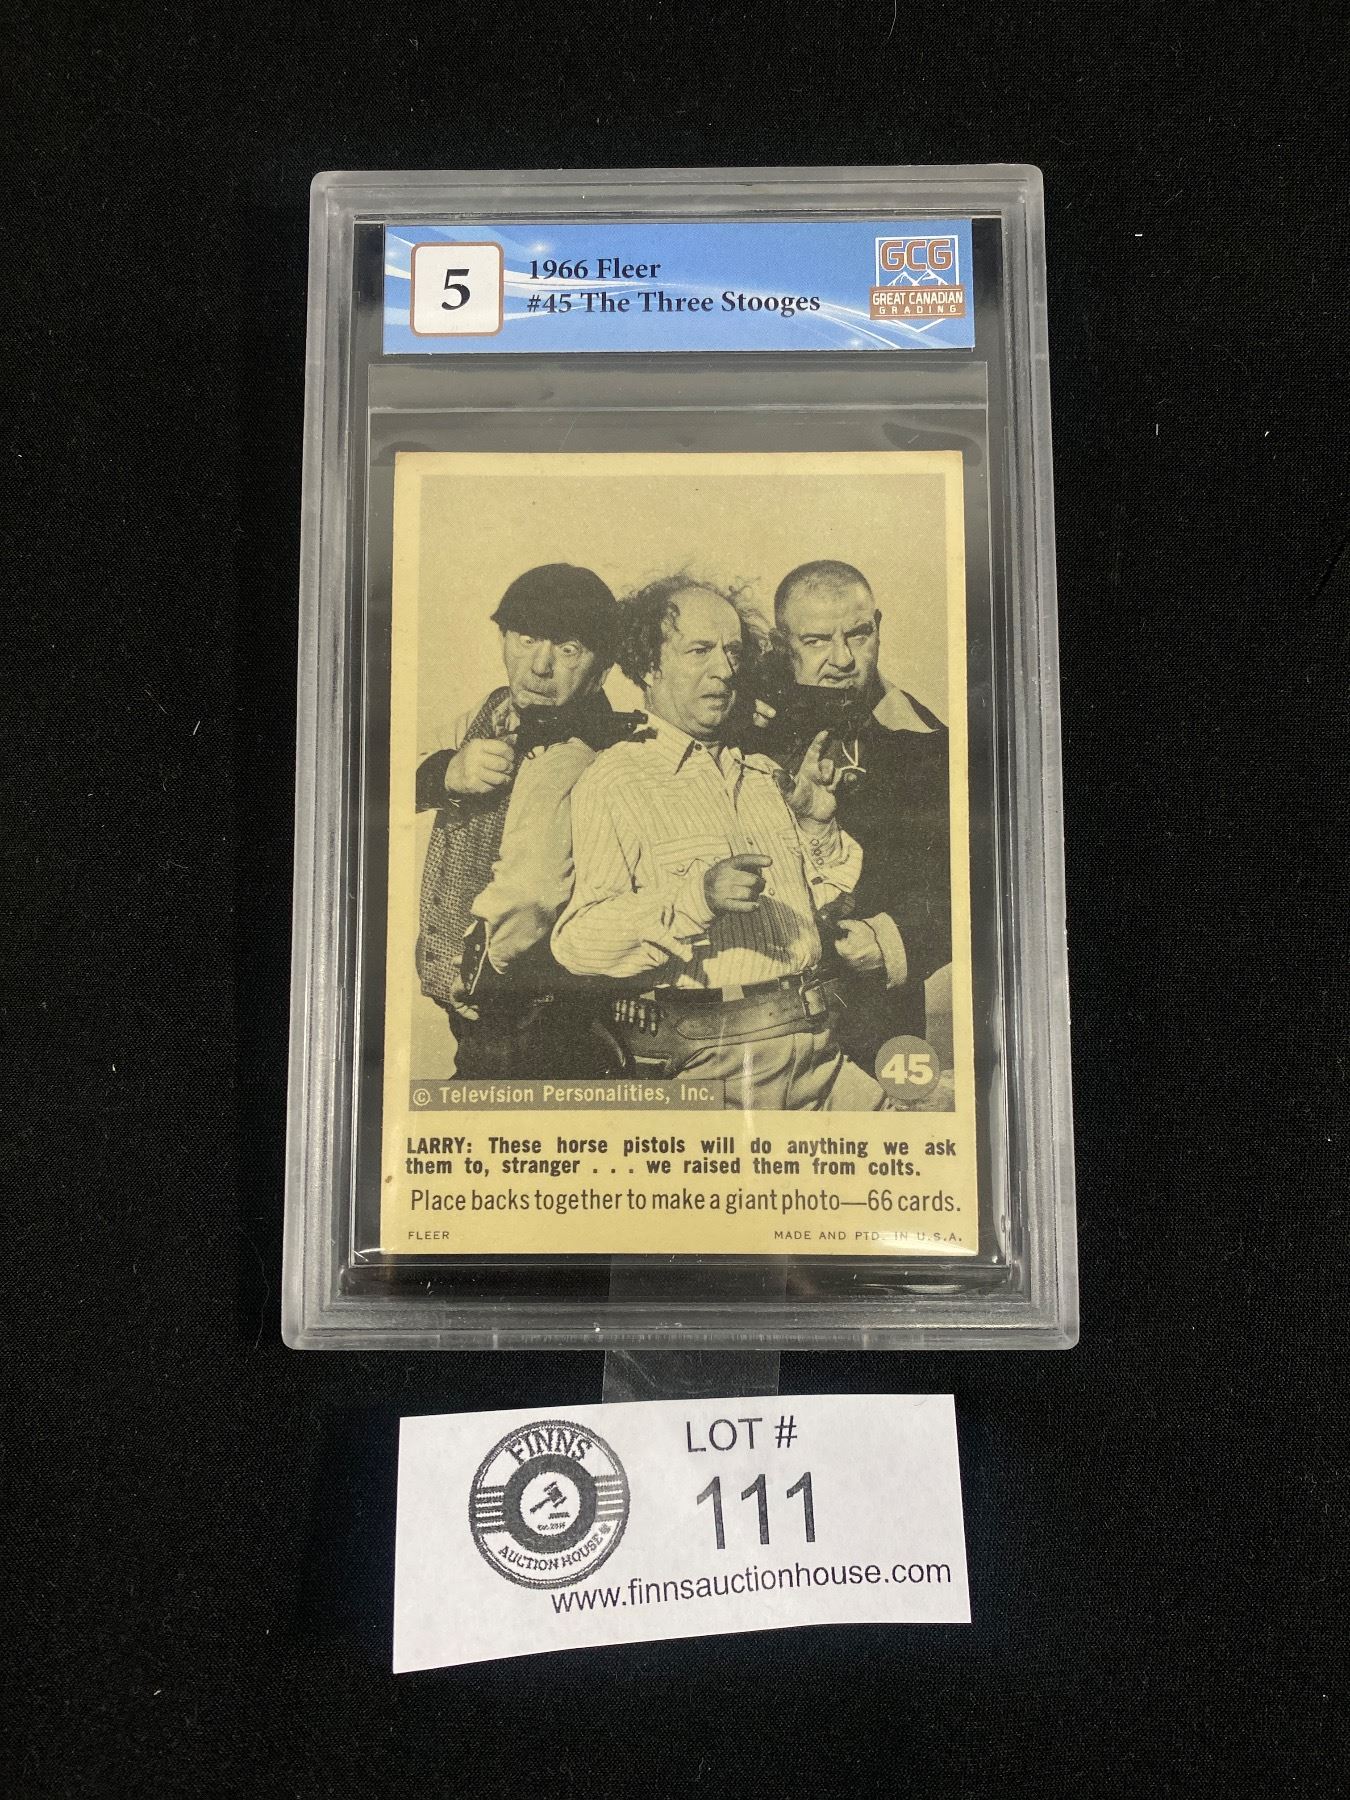 5
1966 Fleer
#45 The Three Stooges
GCG
GREAT CANADIAN
GRADING
45
© Television Personalities, Inc.
LARRY: These horse pistols will do anything we ask
them to, stranger . . . we raised them from colts.
Place backs together to make a giant photo—66 cards.
FLEER MADE AND PTD. IN U.S.A.
FINNS
AUCTION HOUSE
LOT #
111
www.finnsauctionhouse.com